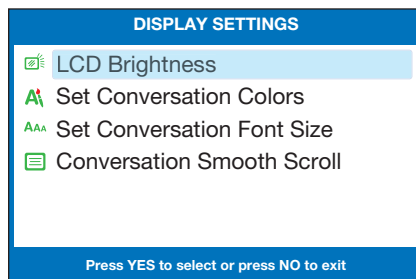 DISPLAY SETTINGS
LCD Brightness
Set Conversation Colors
Set Conversation Font Size
Conversation Smooth Scroll
Press YES to select or press NO to exit